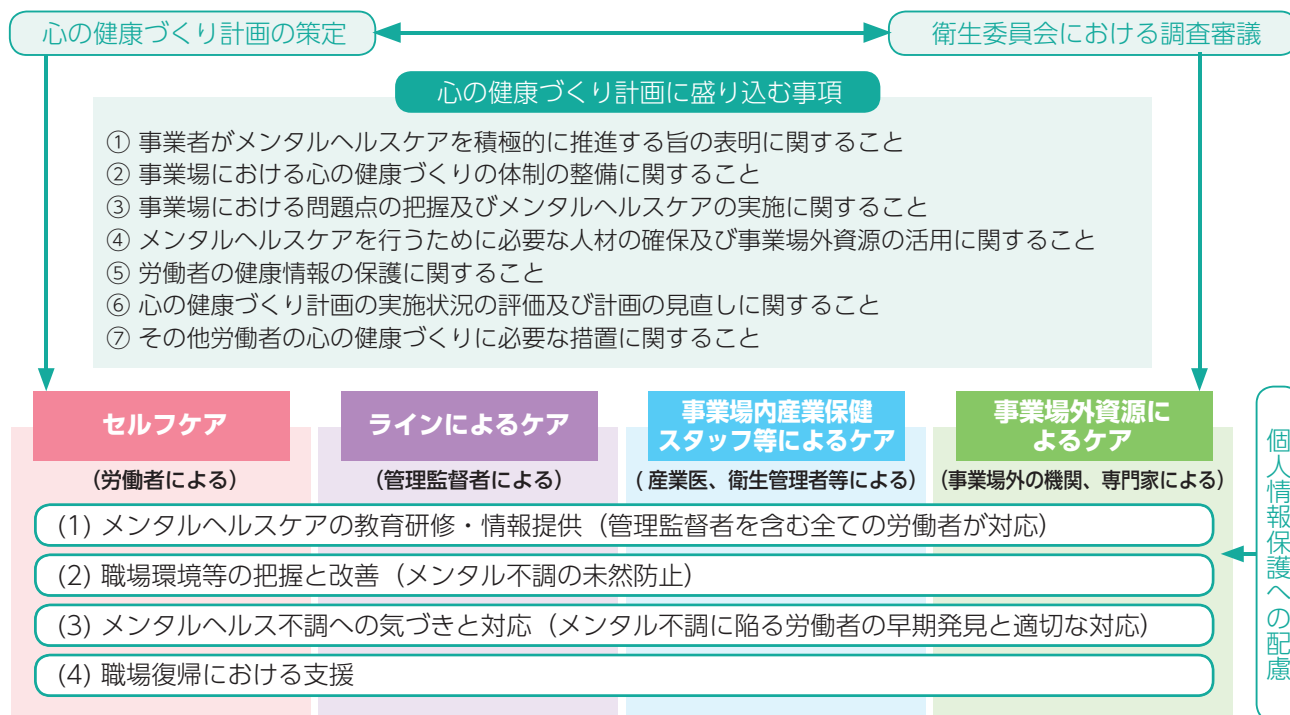 心の健康づくり計画の策定
衛生委員会における調査審議
心の健康づくり計画に盛り込む事項
① 事業者がメンタルヘルスケアを積極的に推進する旨の表明に関すること
② 事業場における心の健康づくりの体制の整備に関すること
③ 事業場における問題点の把握及びメンタルヘルスケアの実施に関すること
④ メンタルヘルスケアを行うために必要な人材の確保及び事業場外資源の活用に関すること
⑤ 労働者の健康情報の保護に関すること
⑥ 心の健康づくり計画の実施状況の評価及び計画の見直しに関すること
⑦ その他労働者の心の健康づくりに必要な措置に関すること
セルフケア
(労働者による)
ラインによるケア
(管理監督者による)
事業場内産業保健
スタッフ等によるケア
( 産業医、衛生管理者等による)
事業場外資源に
よるケア
(事業場外の機関、専門家による)
(1) メンタルヘルスケアの教育研修・情報提供（管理監督者を含む全ての労働者が対応）
(2) 職場環境等の把握と改善（メンタル不調の未然防止）
(3) メンタルヘルス不調への気づきと対応（メンタル不調に陥る労働者の早期発見と適切な対応）
(4) 職場復帰における支援
個人情報保護への配慮